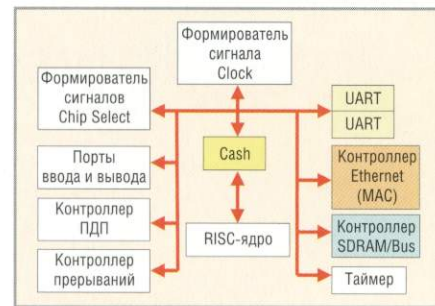 Формирователь
сигнала
Clock
Формирователь
сигналов
Chip Select
Порты
ввода и вывода
Контроллер
ПДП
Контроллер
прерываний
Cash
RISC-ядро
UART
UART
Контроллер
Ethernet
(MAC)
Контроллер
SDRAM/Bus
Таймер